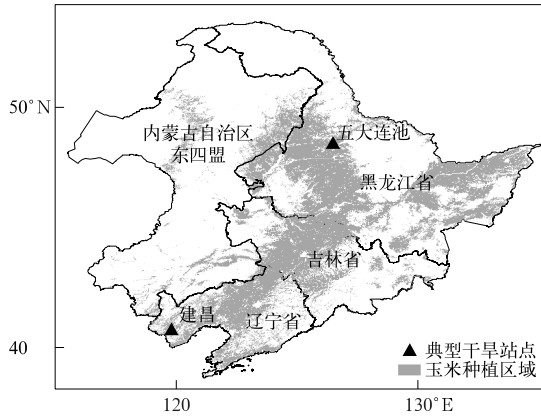 50°N
五大连池
内蒙古自治区
东四盟
黑龙江省
吉林省
建昌
辽宁省
典型干旱站点
40
玉米种植区域
120
130°E